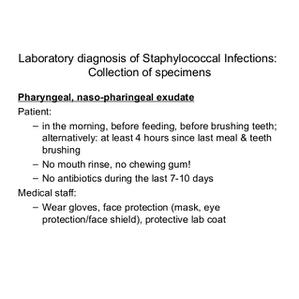 Laboratory diagnosis of Staphylococcal Infections:
Collection of specimens
Pharyngeal, naso-pharingeal exudate
Patient:
– in the morning, before feeding, before brushing teeth;
alternatively: at least 4 hours since last meal & teeth
brushing
– No mouth rinse, no chewing gum!
– No antibiotics during the last 7-10 days
Medical staff:
– Wear gloves, face protection (mask, eye
protection/face shield), protective lab coat